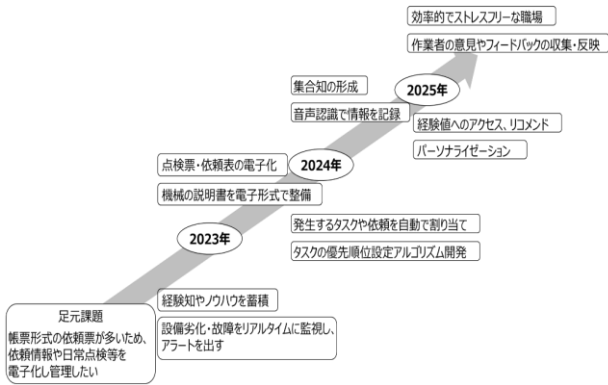 効率的でストレスフリーな職場
作業者の意見やフィードバックの収集・反映
集合知の形成
2025年
音声認識で情報を記録
経験値へのアクセス、リコメンド
パーソナライゼーション
点検票・依頼表の電子化
2024年
機械の説明書を電子形式で整備
発生するタスクや依頼を自動で割り当て
2023年
タスクの優先順位設定アルゴリズム開発
経験知やノウハウを蓄積
設備劣化・故障をリアルタイムに監視し、
アラートを出す
足元課題
帳票形式の依頼票が多いため、
依頼情報や日常点検等を
電子化し管理したい